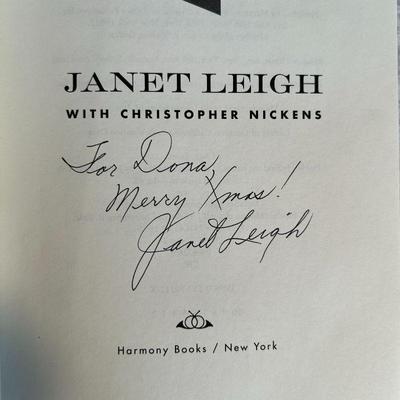 JANET LEIGH
WITH CHRISTOPHER NICKENS
For Dona,
Merry Xmas!
Janet Leigh
Harmony Books / New York